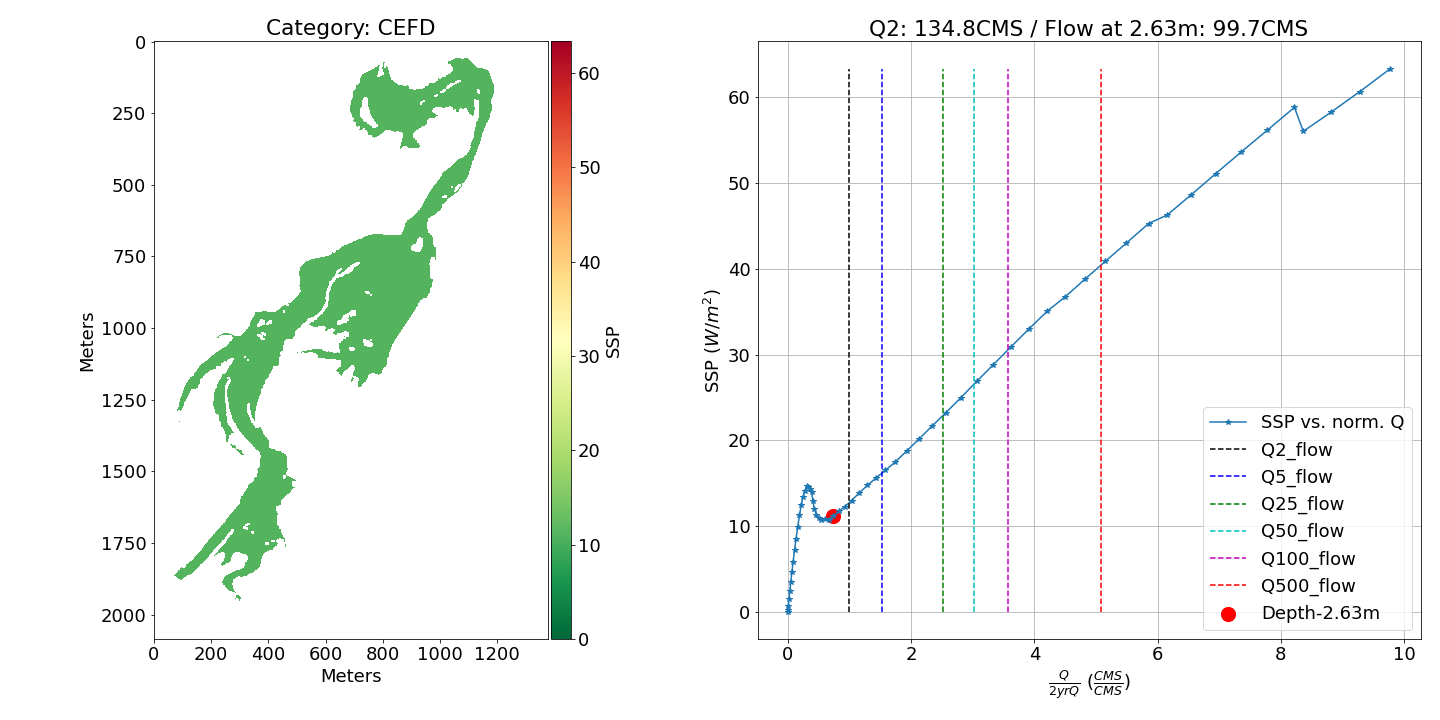 Category: CEFD
0
250
500
750
1000
1250
1500
1750
2000
Meters
0
200
400
600
800
1000
1200
Meters
60
50
40
30
20
10
0
SSP
Q2: 134.8CMS / Flow at 2.63m: 99.7CMS
60
50
40
30
20
10
0
SSP (W/m²)
0
2
4
6
8
10
Q/2yrQ (CMS/CMS)
SSP vs. norm. Q
Q2_flow
Q5_flow
Q25_flow
Q50_flow
Q100_flow
Q500_flow
Depth-2.63m